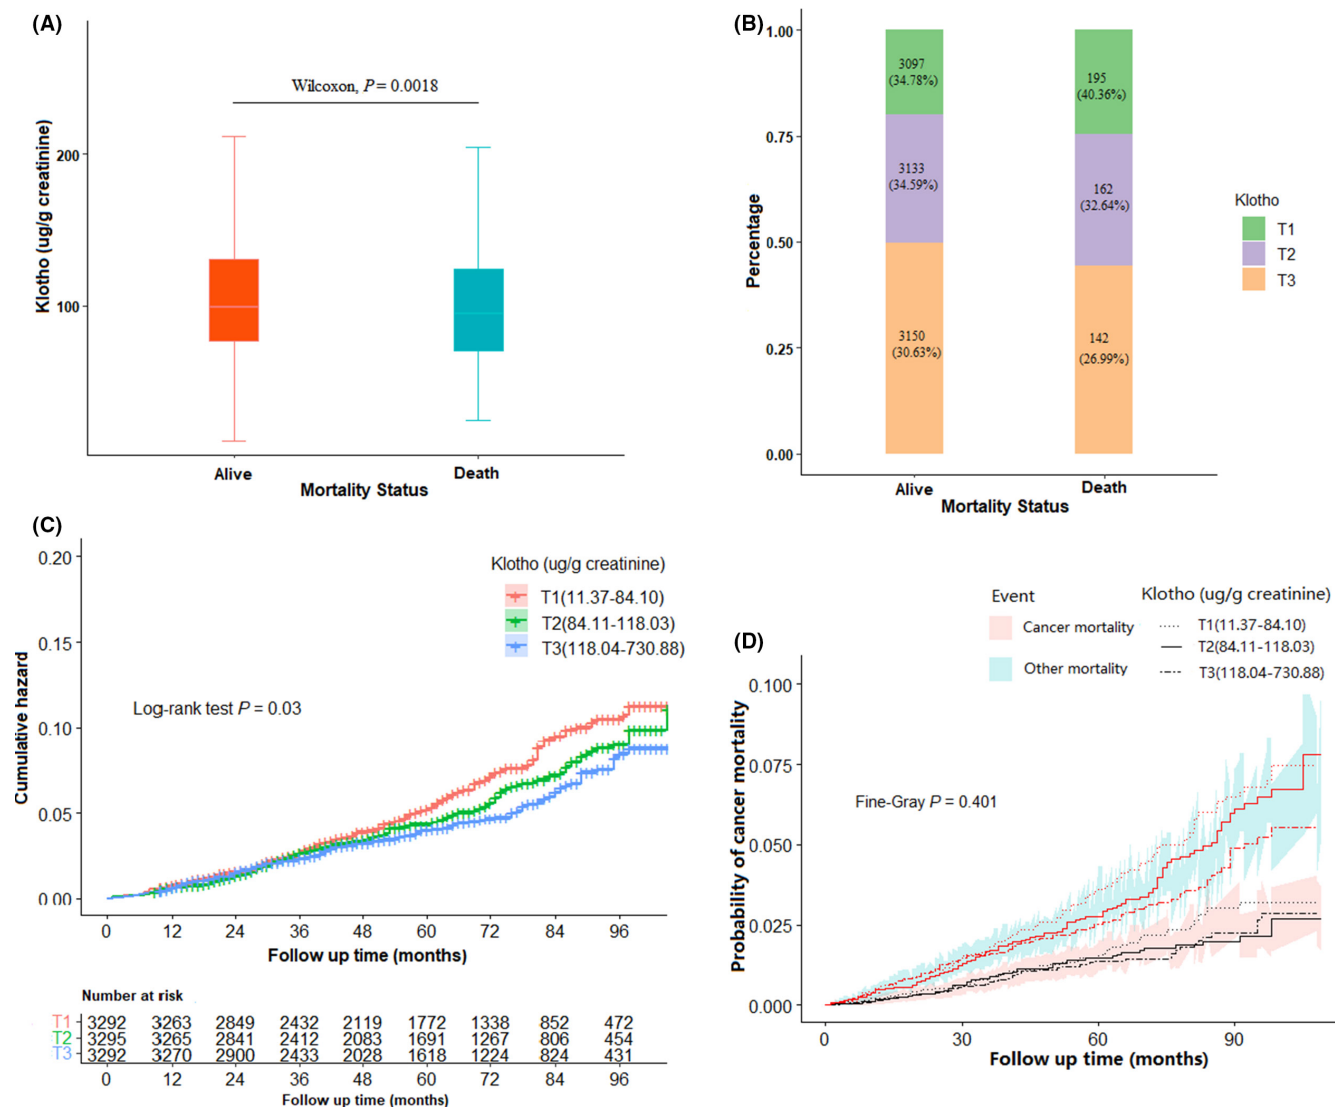 (A)
Wilcoxon, P = 0.0018
Klotho (ug/g creatinine)
200
100
Alive
Death
Mortality Status
(B)
1.00
0.75
0.50
0.25
0.00
Percentage
3097
(34.78%)
3133
(34.59%)
3150
(30.63%)
195
(40.36%)
162
(32.64%)
142
(26.99%)
Klotho
T1
T2
T3
Alive
Death
Mortality Status
(C)
0.20
0.15
0.10
0.05
0.00
Cumulative hazard
Klotho (ug/g creatinine)
T1(11.37-84.10)
T2(84.11-118.03)
T3(118.04-730.88)
Log-rank test P = 0.03
0 12 24 36 48 60 72 84 96
Follow up time (months)
Number at risk
T1 3292 3263 2849 2432 2119 1772 1338 852 472
T2 3295 3265 2841 2412 2083 1691 1267 806 454
T3 3292 3270 2900 2433 2028 1618 1224 824 431
0 12 24 36 48 60 72 84 96
Follow up time (months)
(D)
Event
Cancer mortality
Other mortality
Klotho (ug/g creatinine)
T1(11.37-84.10)
T2(84.11-118.03)
T3(118.04-730.88)
0.100
0.075
0.050
0.025
0.000
Probability of cancer mortality
Fine-Gray P = 0.401
0 30 60 90
Follow up time (months)